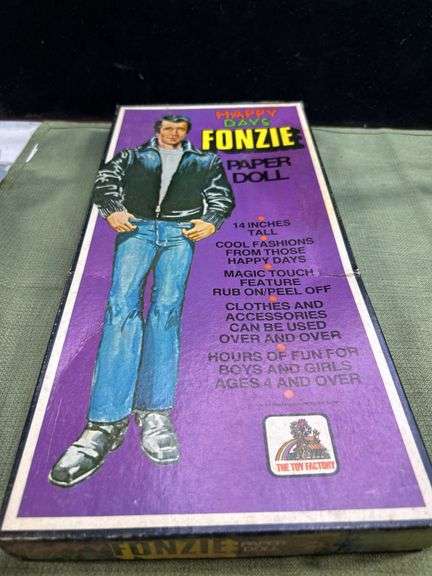 HAPPY
DAYS
FONZIE
PAPER
DOLL
14 INCHES
TALL
COOL FASHIONS
FROM THOSE
HAPPY DAYS
MAGIC TOUCH
FEATURE
RUB ON/PEEL OFF
CLOTHES AND
ACCESSORIES
CAN BE USED
OVER AND OVER
HOURS OF FUN FOR
BOYS AND GIRLS
AGES 4 AND OVER
THE TOY FACTORY
FONZIE